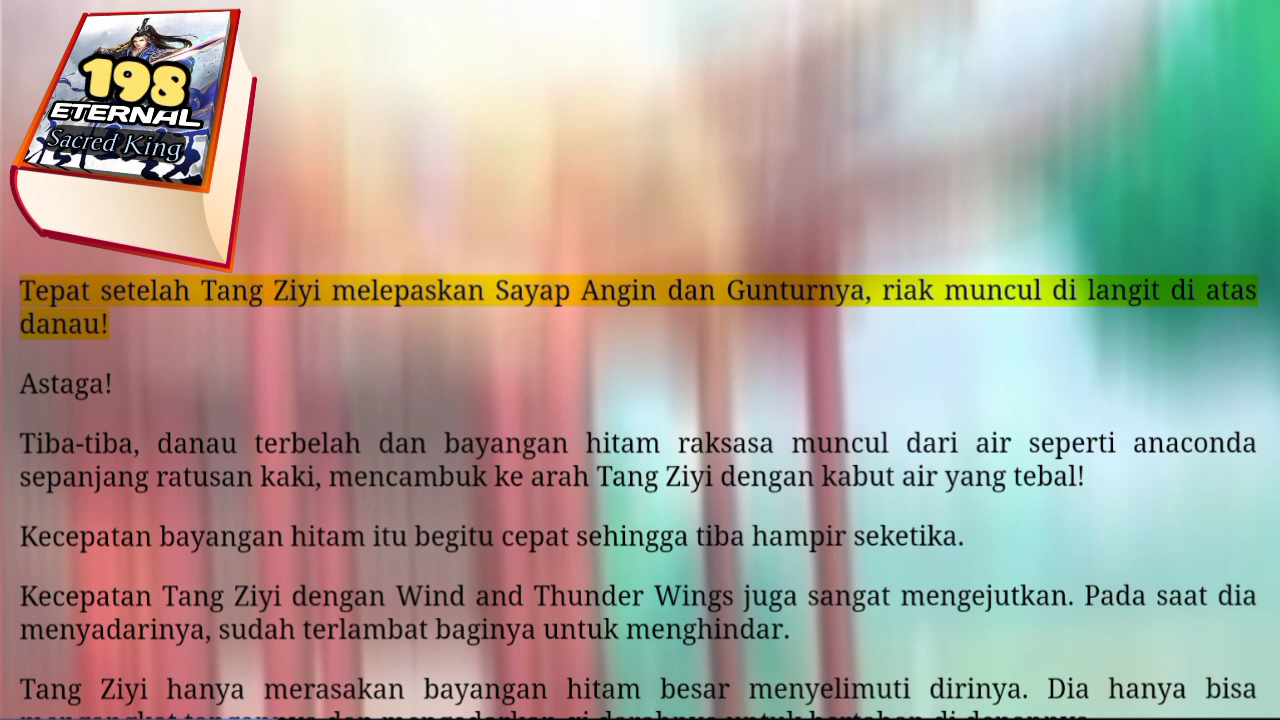 198
ETERNAL
Sacred King
Tepat setelah Tang Ziyi melepaskan Sayap Angin dan Gunturnya, riak muncul di langit di atas
danau!
Astaga!
Tiba-tiba, danau terbelah dan bayangan hitam raksasa muncul dari air seperti anaconda
sepanjang ratusan kaki, mencambuk ke arah Tang Ziyi dengan kabut air yang tebal!
Kecepatan bayangan hitam itu begitu cepat sehingga tiba hampir seketika.
Kecepatan Tang Ziyi dengan Wind and Thunder Wings juga sangat mengejutkan. Pada saat dia
menyadarinya, sudah terlambat baginya untuk menghindar.
Tang Ziyi hanya merasakan bayangan hitam besar menyelimuti dirinya. Dia hanya bisa